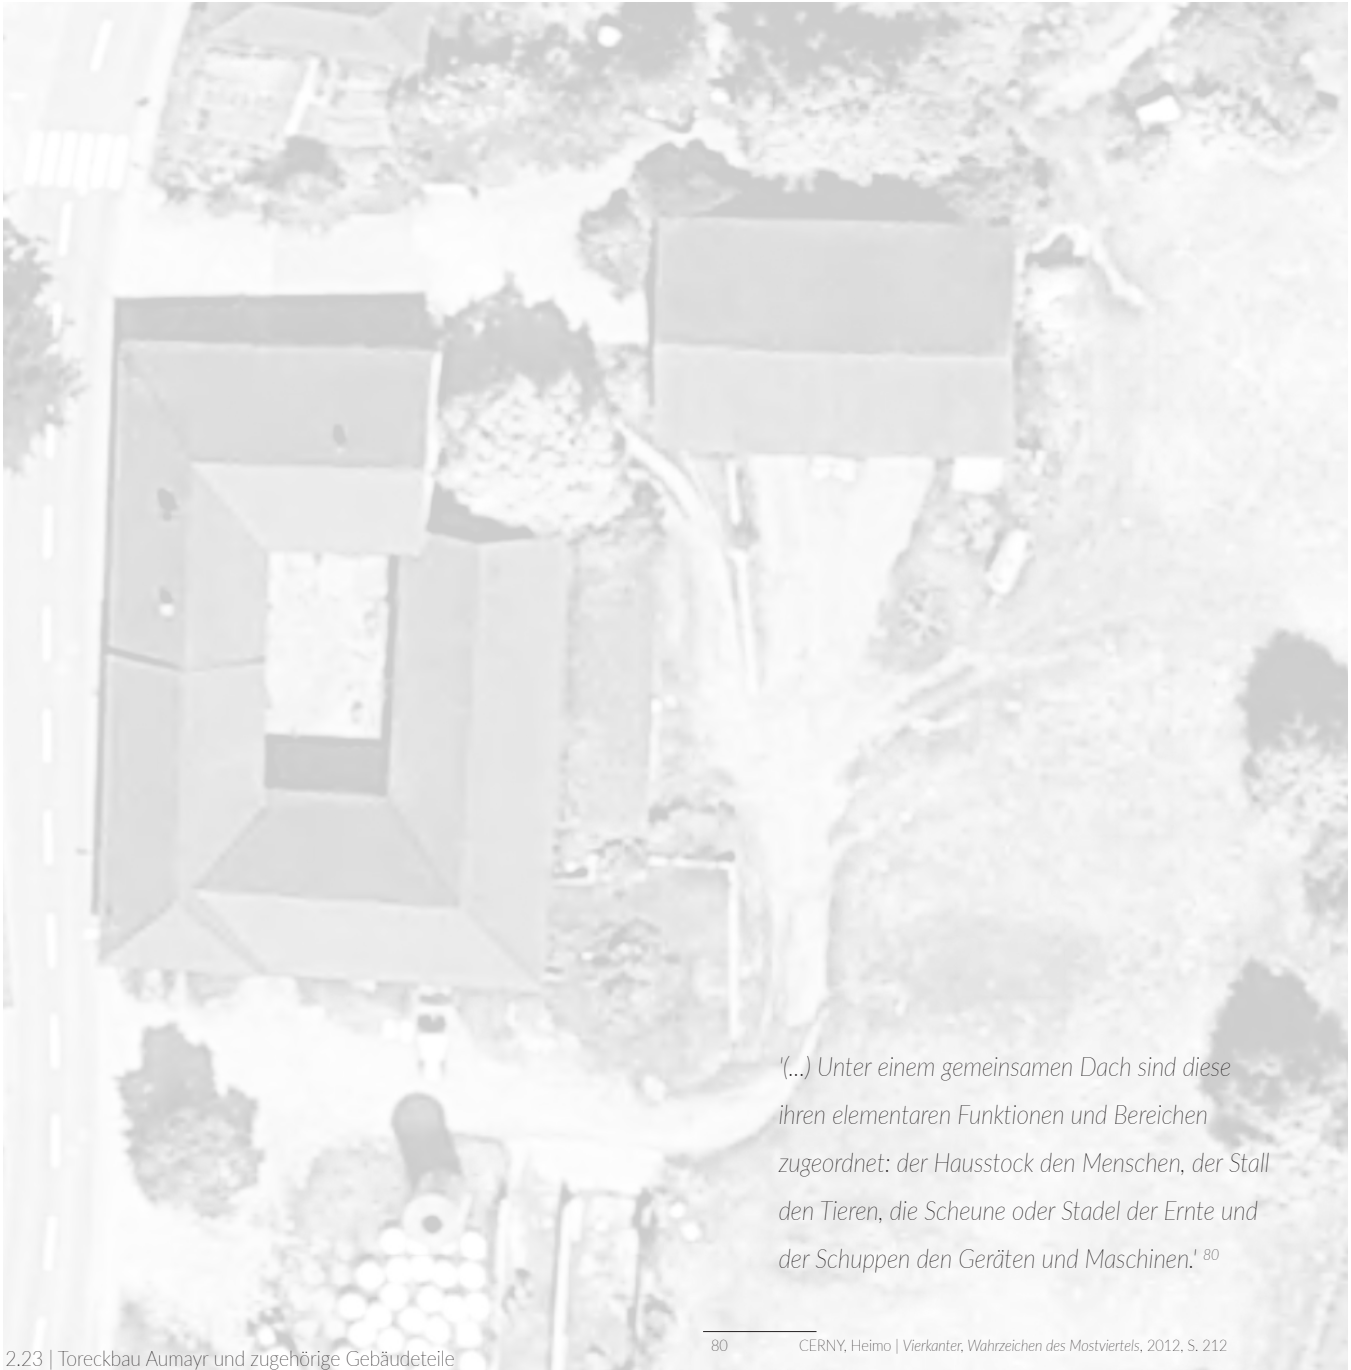 '(...) Unter einem gemeinsamen Dach sind diese
ihren elementaren Funktionen und Bereichen
zugeordnet: der Hausstock den Menschen, der Stall
den Tieren, die Scheune oder Stadel der Ernte und
der Schuppen den Geräten und Maschinen.' 80
80 CERNY, Heimo | Vierkanter, Wahrzeichen des Mostviertels, 2012, S. 212
2.23 | Toreckbau Aumayr und zugehörige Gebäudeteile